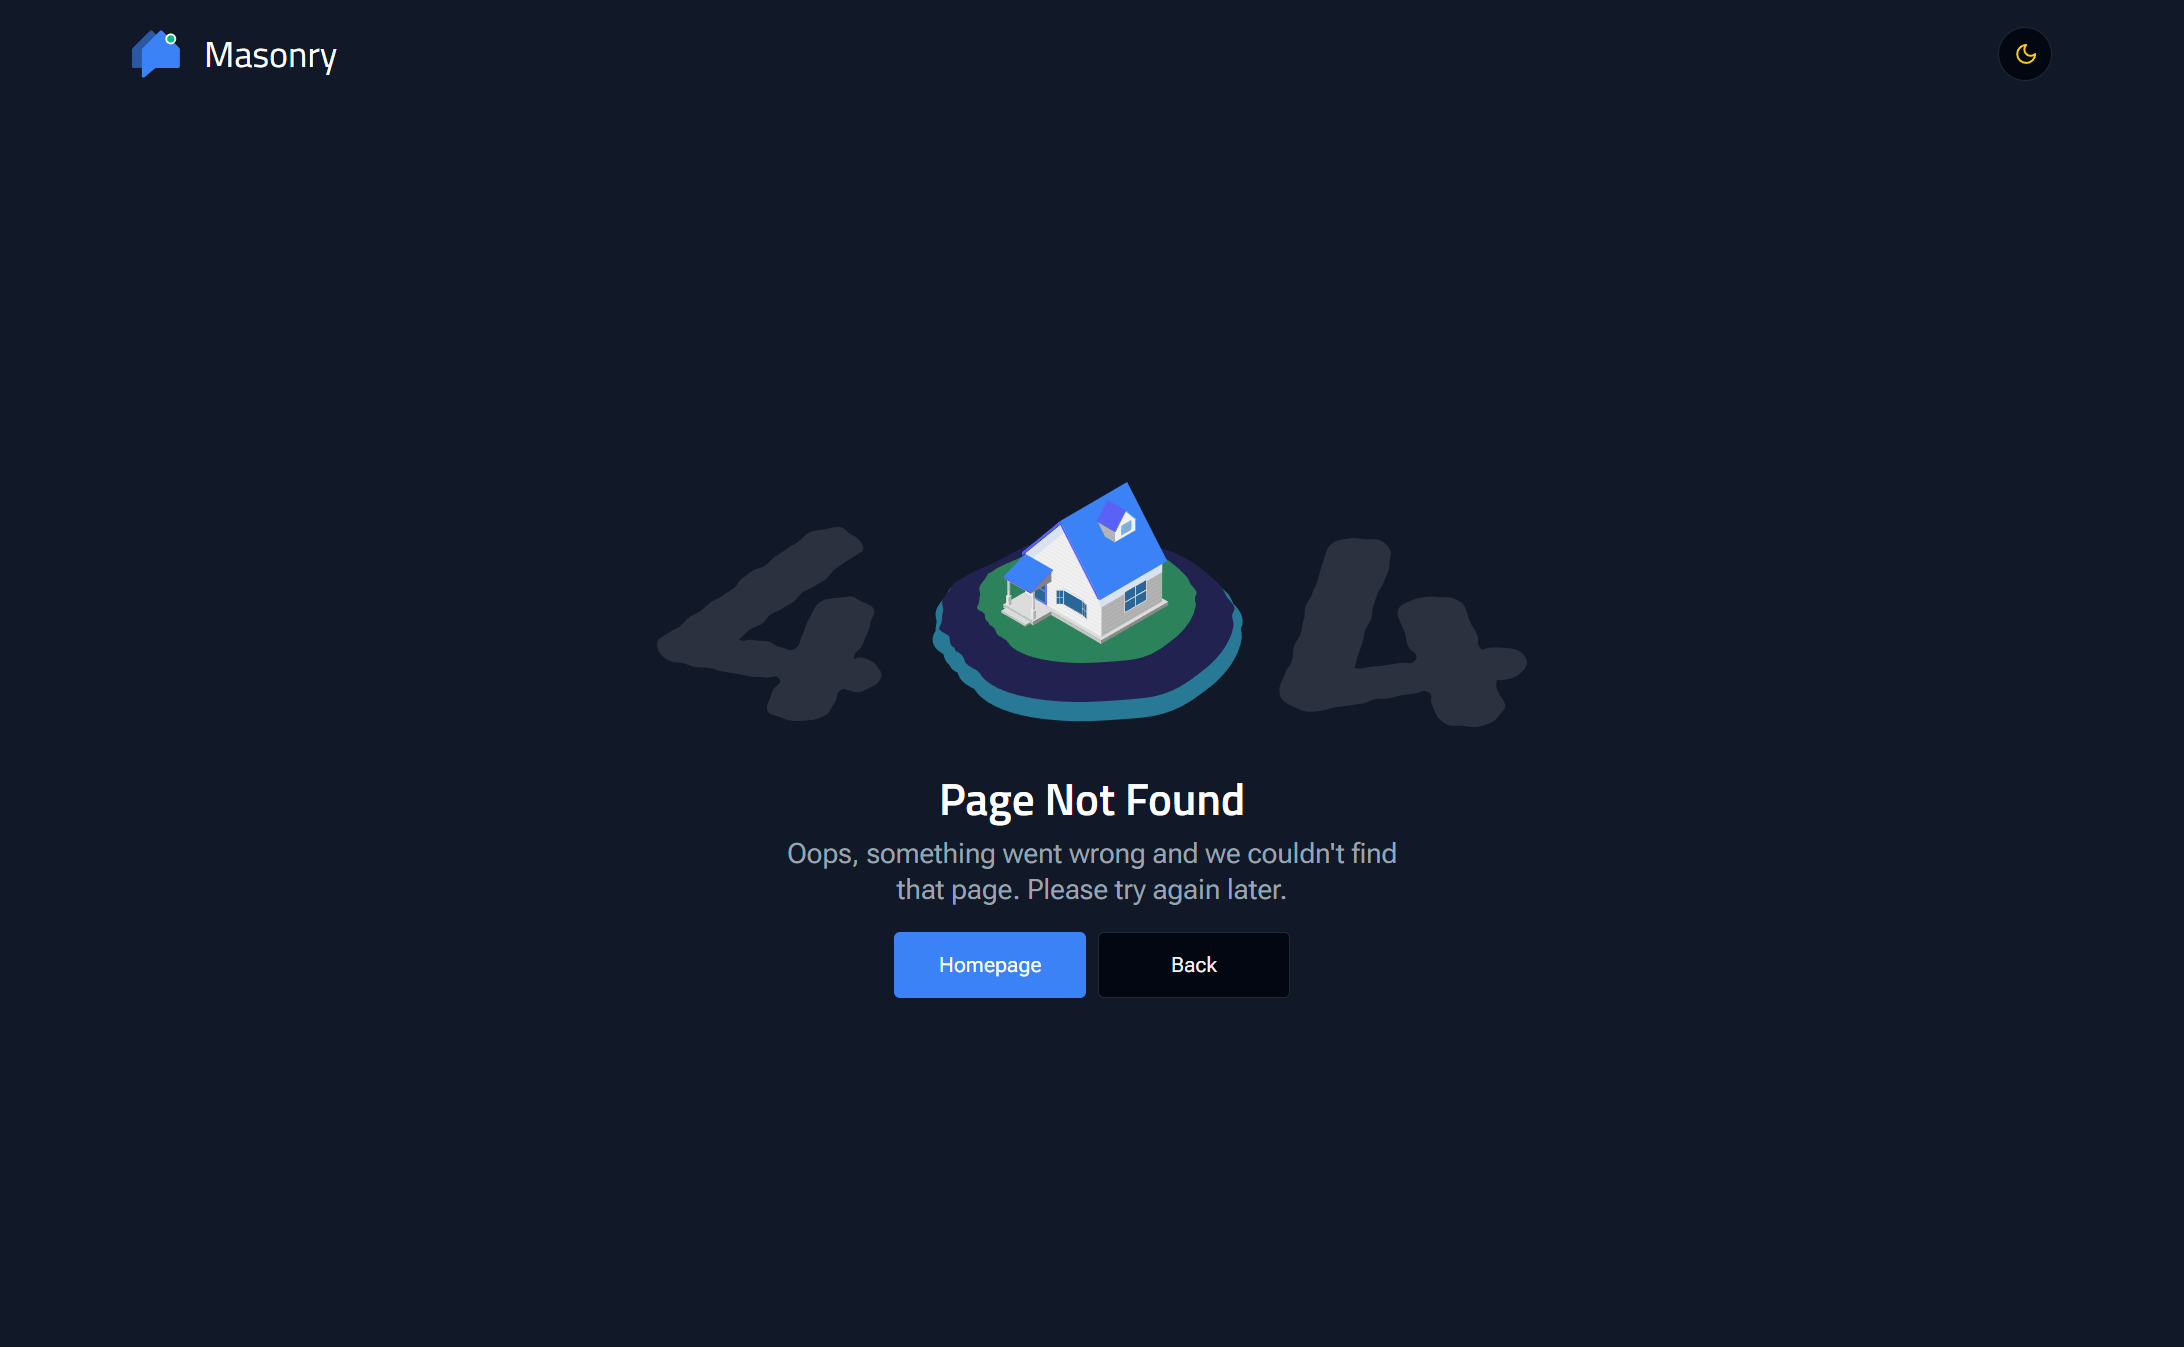 Masonry
4 4
Page Not Found
Oops, something went wrong and we couldn't find
that page. Please try again later.
Homepage Back